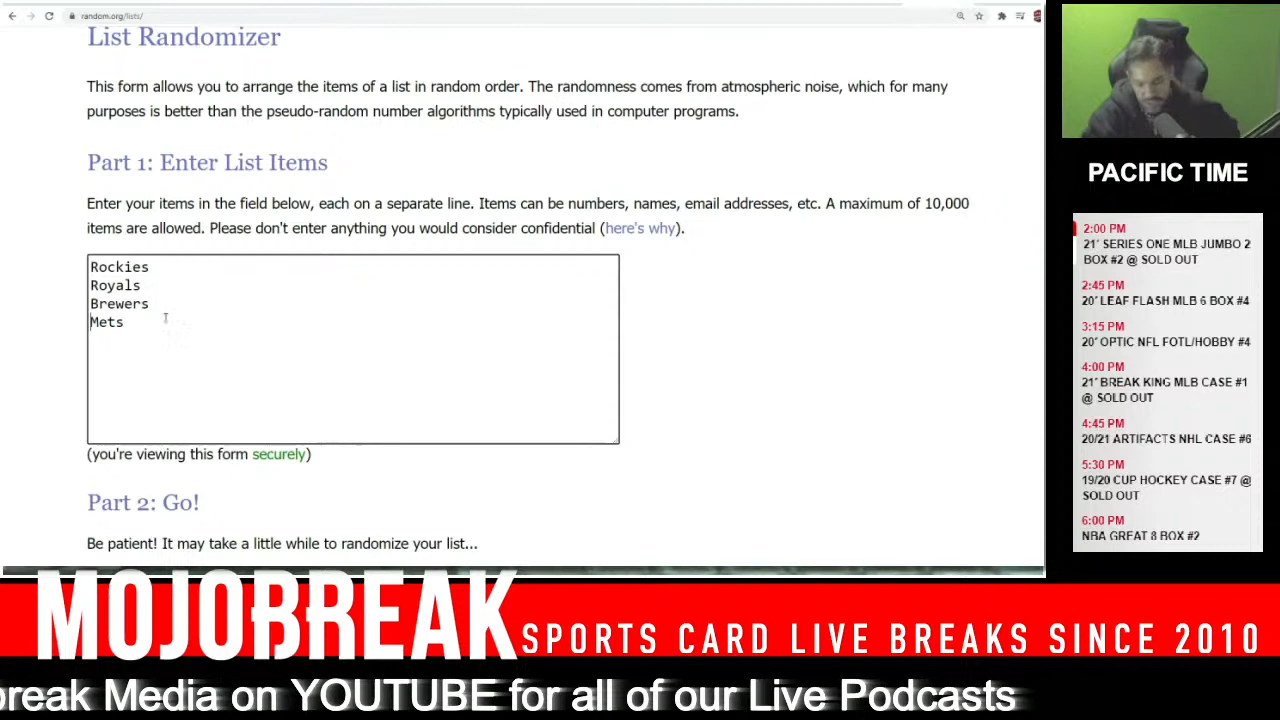 random.org/lists/
List Randomizer
This form allows you to arrange the items of a list in random order. The randomness comes from atmospheric noise, which for many
purposes is better than the pseudo-random number algorithms typically used in computer programs.
Part 1: Enter List Items
Enter your items in the field below, each on a separate line. Items can be numbers, names, email addresses, etc. A maximum of 10,000
items are allowed. Please don't enter anything you would consider confidential (here's why).
Rockies
Royals
Brewers
Mets
(you're viewing this form securely)
Part 2: Go!
Be patient! It may take a little while to randomize your list...
PACIFIC TIME
2:00 PM
21' SERIES ONE MLB JUMBO 2
BOX #2 @ SOLD OUT
2:45 PM
20' LEAF FLASH MLB 6 BOX #4
3:15 PM
20' OPTIC NFL FOTL/HOBBY #4
4:00 PM
21' BREAK KING MLB CASE #1
@ SOLD OUT
4:45 PM
20/21 ARTIFACTS NHL CASE #6
5:30 PM
19/20 CUP HOCKEY CASE #7 @
SOLD OUT
6:00 PM
NBA GREAT 8 BOX #2
MOJOBREAK SPORTS CARD LIVE BREAKS SINCE 2010
break Media on YOUTUBE for all of our Live Podcasts